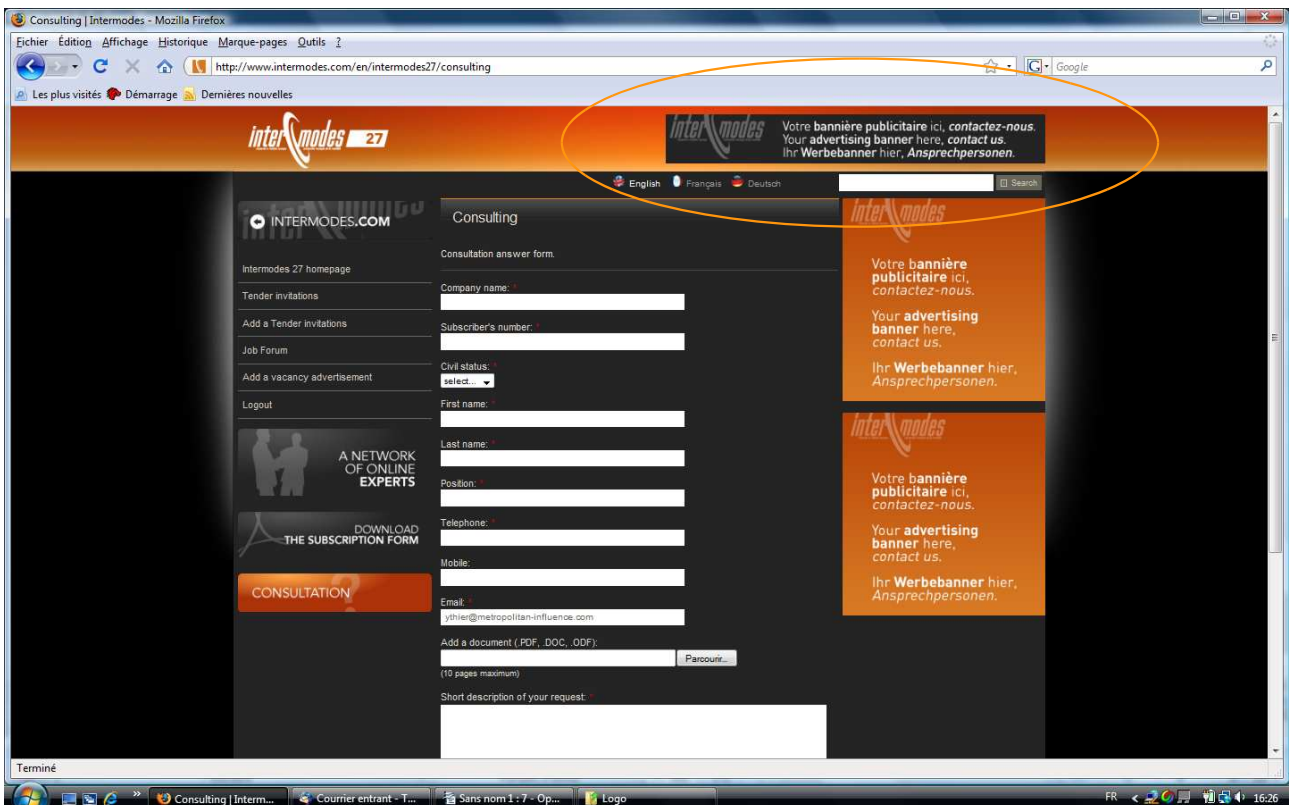 Consulting | Intermodes - Mozilla Firefox
Fichier Édition Affichage Historique Marque-pages Outils ?
http://www.intermodes.com/en/intermodes27/consulting
G Google
Les plus visités Démarrage Dernières nouvelles
inter modes 27
inter modes
Votre bannière publicitaire ici, contactez-nous.
Your advertising banner here, contact us.
Ihr Werbebanner hier, Ansprechpersonen.
English Français Deutsch
Search
INTERMODES.COM
Intermodes 27 homepage
Tender invitations
Add a Tender invitations
Job Forum
Add a vacancy advertisement
Logout
A NETWORK
OF ONLINE
EXPERTS
DOWNLOAD
THE SUBSCRIPTION FORM
CONSULTATION ?
Consulting
Consultation answer form.
Company name: *
Subscriber's number: *
Civil status: *
select...
First name: *
Last name: *
Position: *
Telephone: *
Mobile:
Email: *
ythier@metropolitan-influence.com
Add a document (.PDF, .DOC, .ODF):
Parcourir...
(10 pages maximum)
Short description of your request: *
inter modes
Votre bannière
publicitaire ici,
contactez-nous.
Your advertising
banner here,
contact us.
Ihr Werbebanner hier,
Ansprechpersonen.
inter modes
Votre bannière
publicitaire ici,
contactez-nous.
Your advertising
banner here,
contact us.
Ihr Werbebanner hier,
Ansprechpersonen.
Terminé
Consulting | Interm... Courrier entrant - T... Sans nom 1 : 7 - Op... Logo
FR 16:26